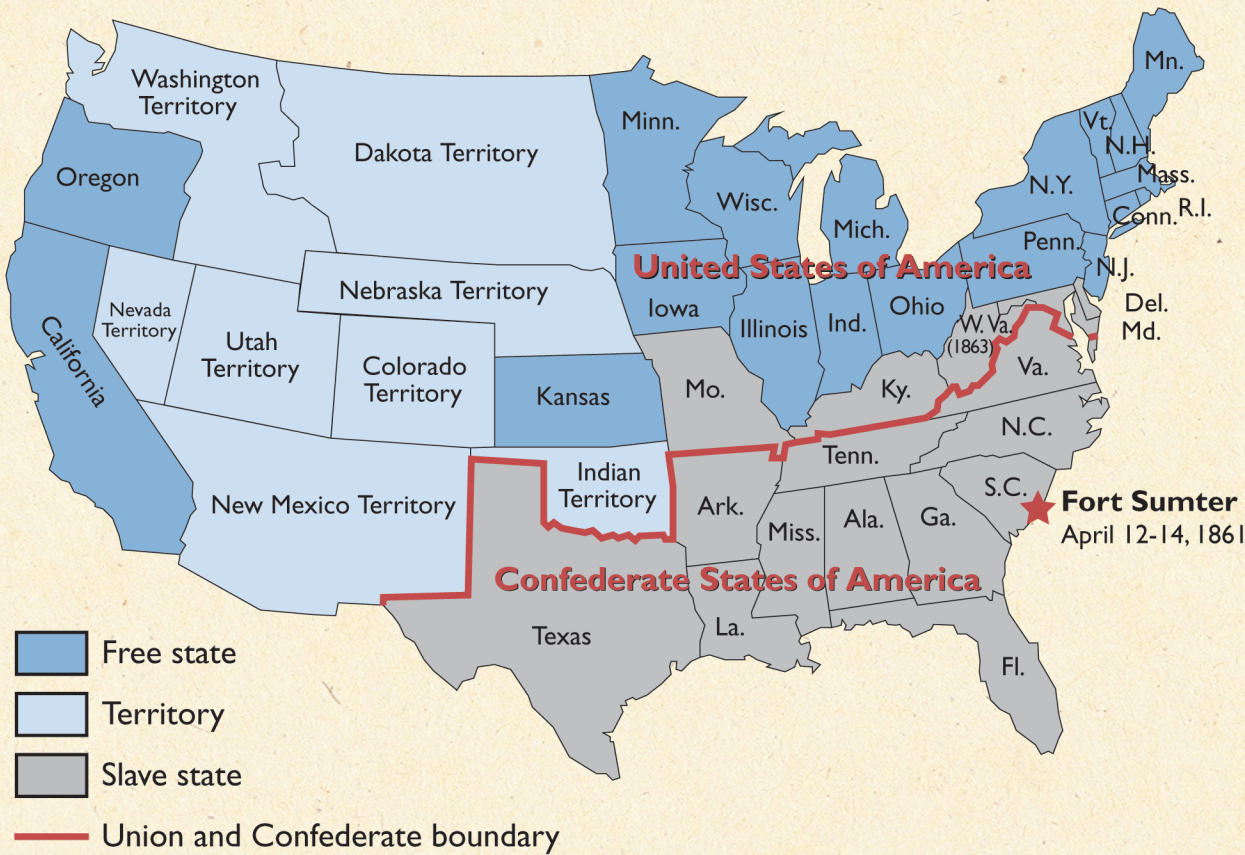 Washington
Territory
Dakota Territory
Minn.
Mn.
Oregon
Vt.
N.H.
Mass.
N.Y.
Wisc.
Mich.
Conn.
R.I.
Penn.
United States of America
N.J.
Nebraska Territory
Iowa
Illinois
Ind.
Ohio
Del.
Md.
Nevada
Territory
California
Utah
Territory
Colorado
Territory
W. Va.
(1863)
Va.
Kansas
Mo.
Ky.
N.C.
Tenn.
New Mexico Territory
Indian
Territory
Ark.
S.C.
Fort Sumter
April 12-14, 1861
Miss.
Ala.
Ga.
Confederate States of America
Texas
La.
Fl.
Free state
Territory
Slave state
Union and Confederate boundary